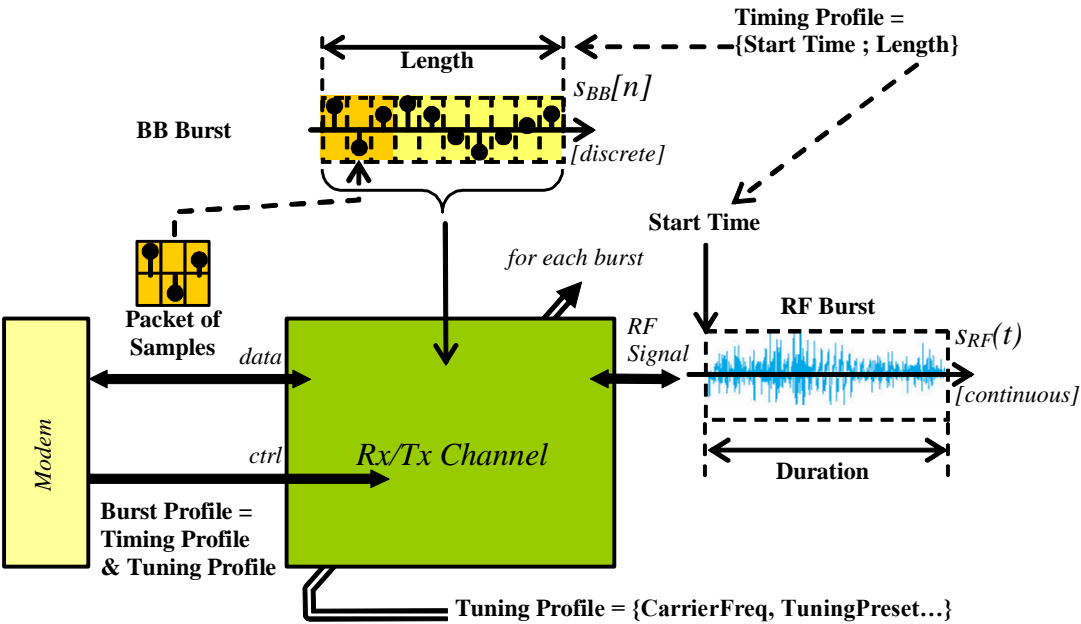 Timing Profile =
{Start Time ; Length}
Length
s_BB[n]
BB Burst
[discrete]
Start Time
for each burst
Packet of
Samples
RF
Signal
RF Burst
s_RF(t)
[continuous]
data
Modem
ctrl
Rx/Tx Channel
Duration
Burst Profile =
Timing Profile
& Tuning Profile
Tuning Profile = {CarrierFreq, TuningPreset…}